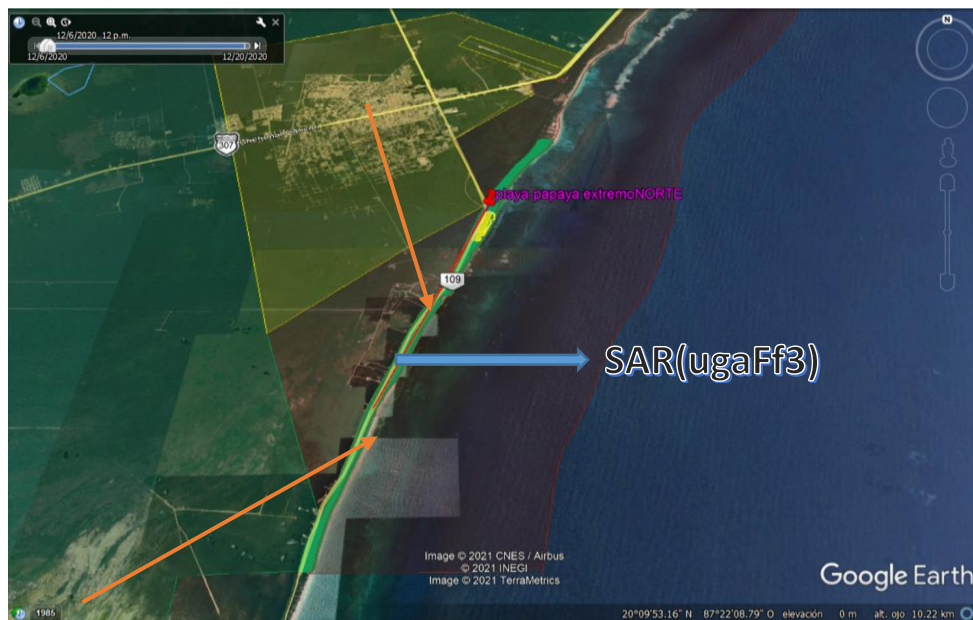 12/6/2020 12 p.m.
12/6/2020 12/20/2020
307
playa papaya extremoNORTE
109
SAR(ugaFf3)
Image © 2021 CNES / Airbus
© 2021 INEGI
Image © 2021 TerraMetrics
Google Earth
1985
20°09'53.16" N 87°22'08.79" O elevación 0 m alt. ojo 10.22 km
N